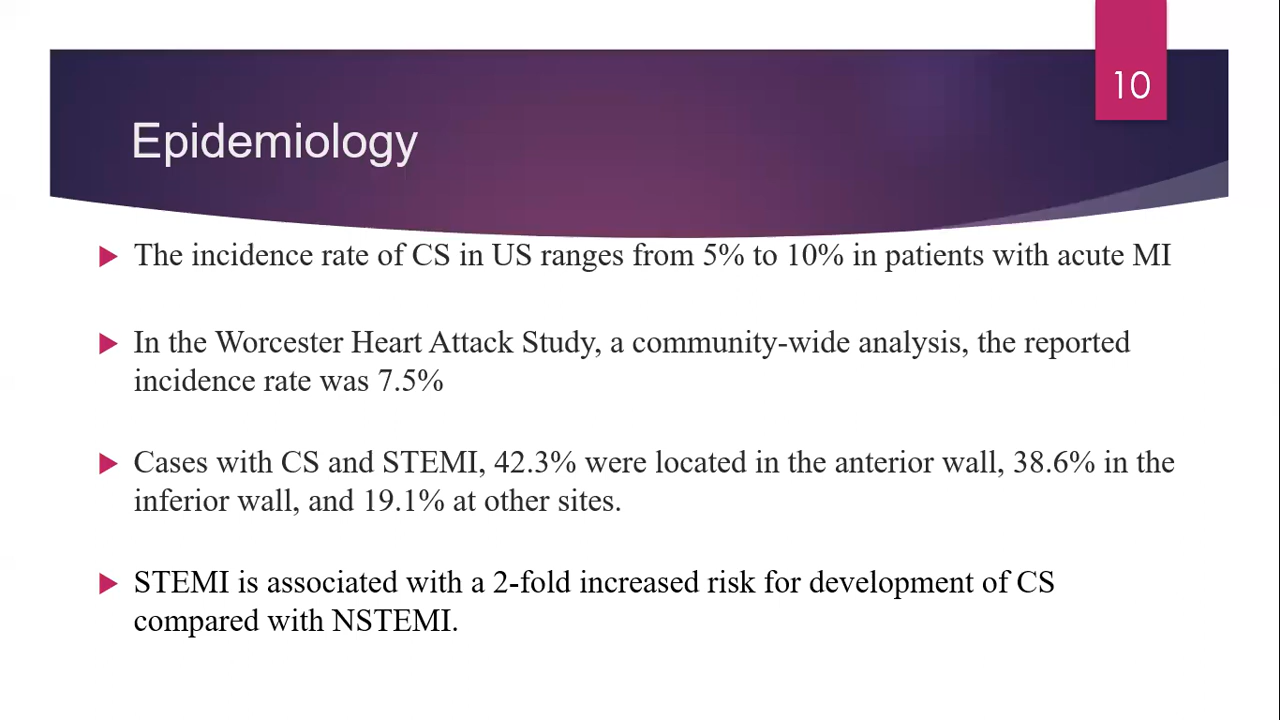 10
Epidemiology
The incidence rate of CS in US ranges from 5% to 10% in patients with acute MI
In the Worcester Heart Attack Study, a community-wide analysis, the reported
incidence rate was 7.5%
Cases with CS and STEMI, 42.3% were located in the anterior wall, 38.6% in the
inferior wall, and 19.1% at other sites.
STEMI is associated with a 2-fold increased risk for development of CS
compared with NSTEMI.